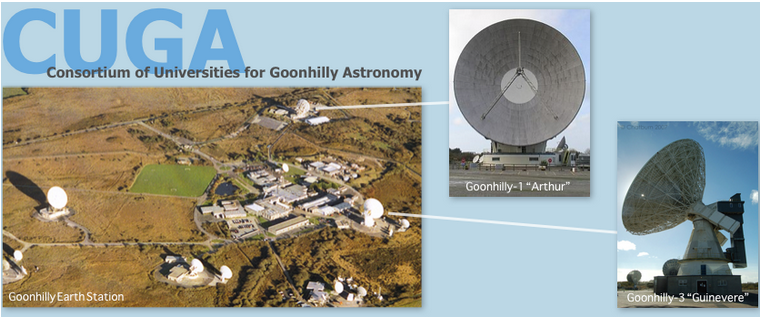 CUGA
Consortium of Universities for Goonhilly Astronomy
Goonhilly-1 “Arthur”
Goonhilly Earth Station
Goonhilly-3 “Guinevere”